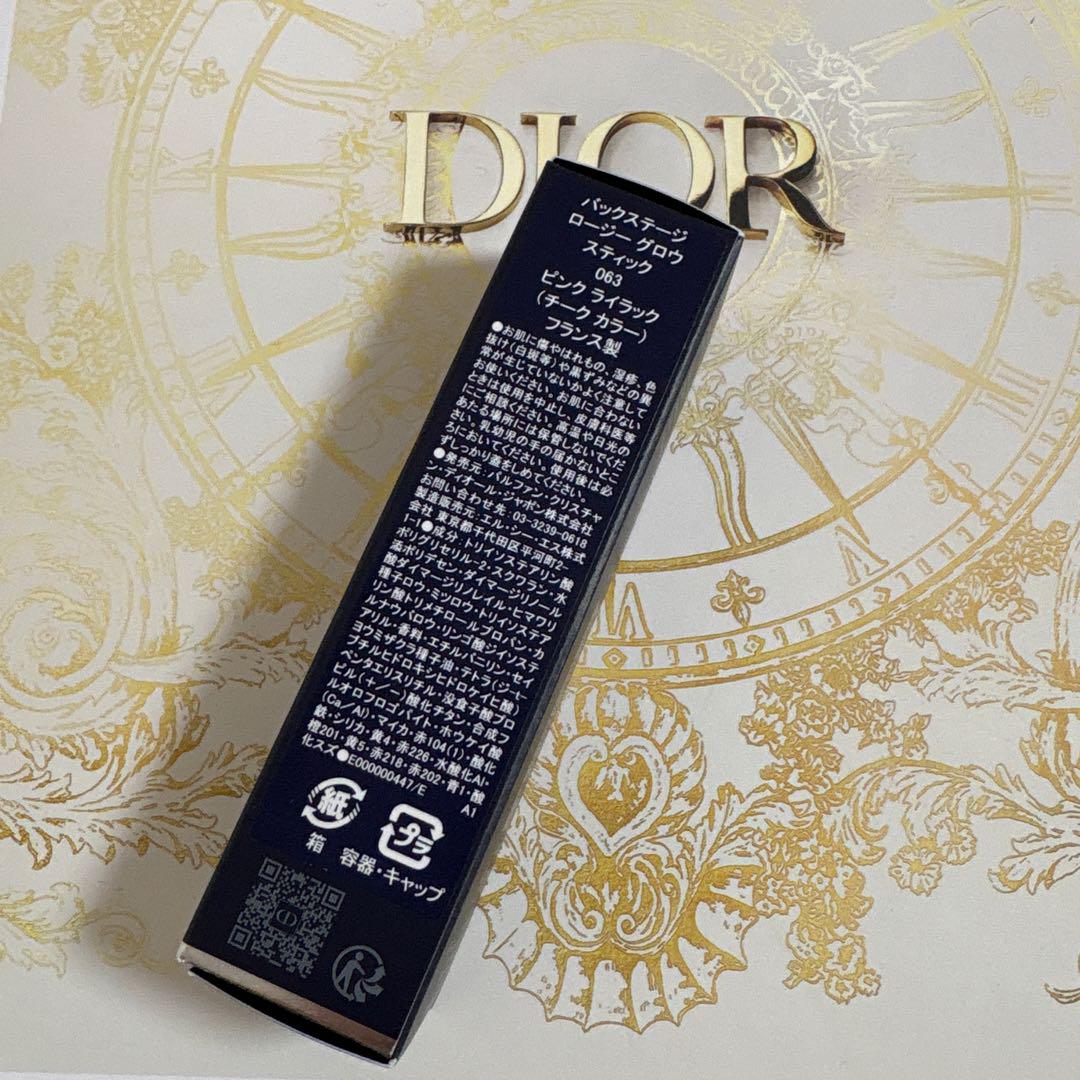 DIOR
バックステージ
ロージー グロウ
スティック
063
ピンク ライラック
(チーク カラー)
フランス製
●お肌に傷やはれもの、湿疹、色
抜け(白斑等)や黒ずみなどの異
常が生じていないかよく注意して
お使いください。お肌に合わない
ときは使用を中止し、皮膚科医等
にご相談ください。高温や日光の
あたる場所には保管しないでくだ
さい。乳幼児の手の届かないとこ
ろにおいてください。使用後は必
ずしっかり蓋をしめてください。
●発売元:パルファン・クリスチャ
ン・ディオール・ジャポン株式会社
お問い合わせ先:03-3239-0618
製造販売元:エル・シー・エス株式
会社 東京都千代田区平河町2-
1-1●成分:トリイソステアリン酸
ポリグリセリル-2・スクワラン・水
添ポリデセン・ダイマージリノール
酸ダイマージリノレイル・ヒマワリ
種子ロウ・ミツロウ・トリイソステア
リン酸トリメチロールプロパン・カ
ルナウバロウ・リンゴ酸ジイソステ
アリル・香料・エチルバニリン・セイ
ヨウミザクラ種子油・テトラ(ジ-t-
ブチルヒドロキシヒドロケイヒ酸)
ペンタエリスリチル・没食子酸プロ
ピル・(+/-)酸化チタン・合成フ
ルオロフロゴパイト・ホウケイ酸
(Ca/Al)・マイカ・赤104(1)・酸化
鉄・シリカ・黄4・赤226・水酸化Al・
橙201・黄5・赤218・赤202・青1・酸
化スズ●E000000447/E
A1
紙
プラ
箱 容器・キャップ